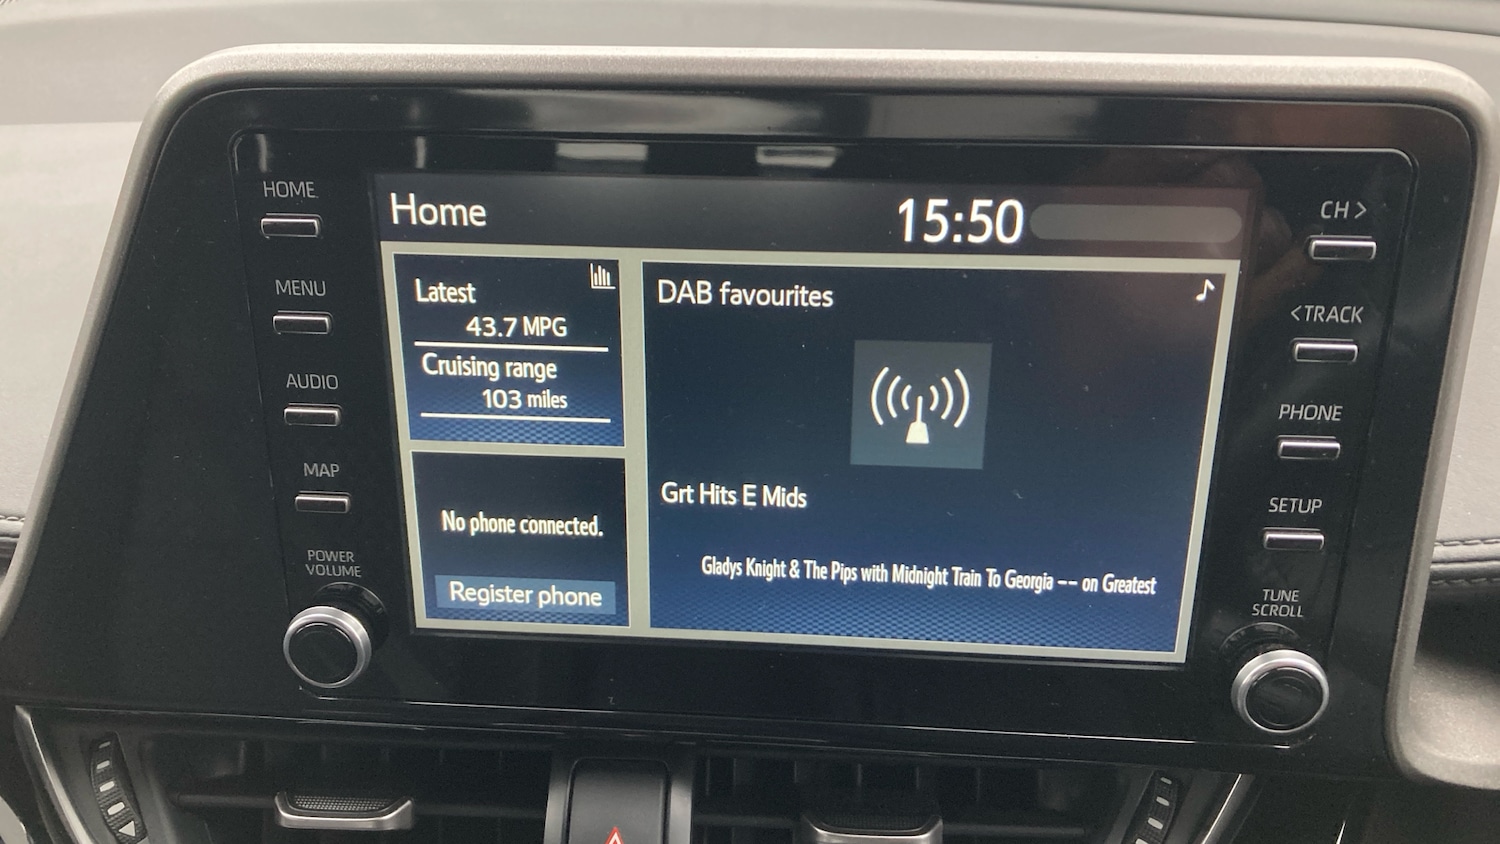 HOME
MENU
AUDIO
MAP
POWER
VOLUME
Home
15:50
Latest
43.7 MPG
Cruising range
103 miles
No phone connected.
Register phone
DAB favourites
Grt Hits E Mids
Gladys Knight & The Pips with Midnight Train To Georgia -- on Greatest
CH >
< TRACK
PHONE
SETUP
TUNE
SCROLL